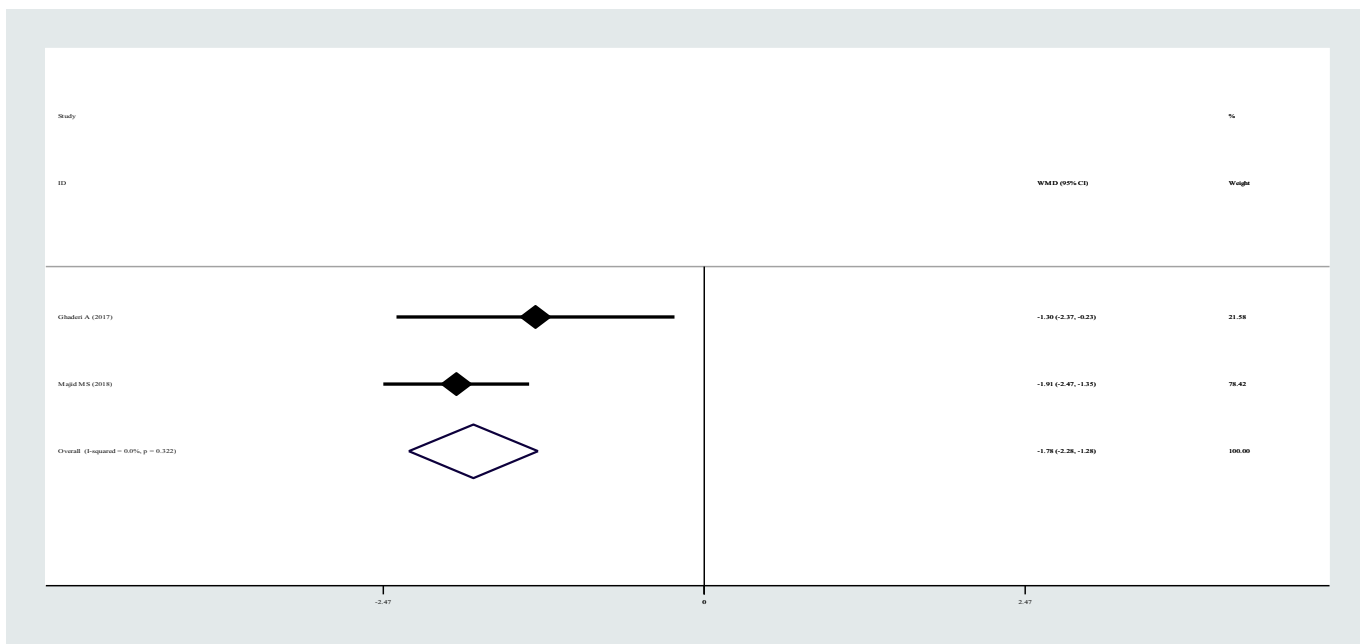 Study %
ID WMD (95% CI) Weight
Ghaderi A (2017) -1.30 (-2.37, -0.23) 21.58
Majid MS (2018) -1.91 (-2.47, -1.35) 78.42
Overall (I-squared = 0.0%, p = 0.322) -1.78 (-2.28, -1.28) 100.00
-2.47 0 2.47